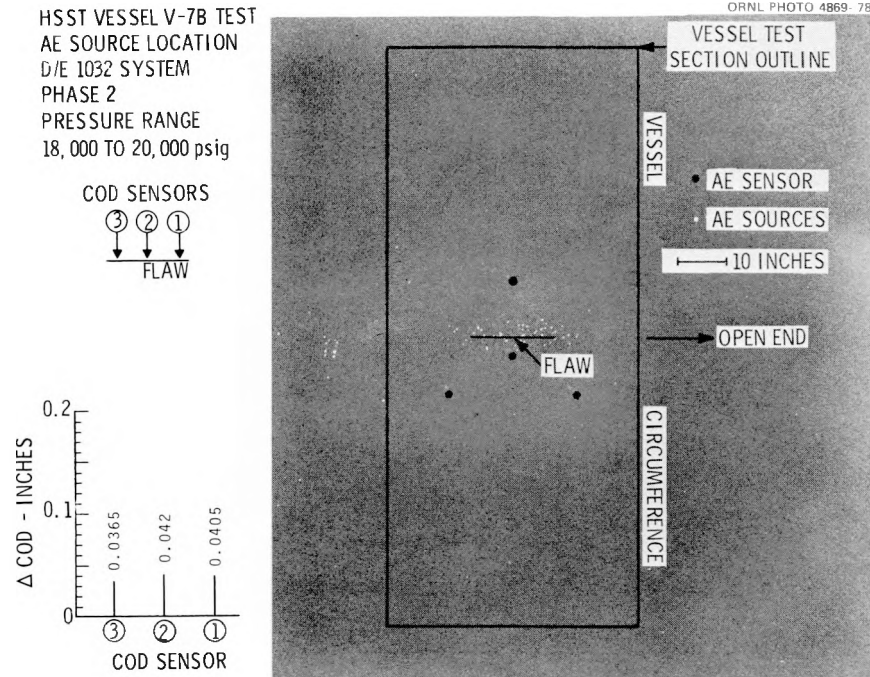 ORNL PHOTO 4869-78
HSST VESSEL V-7B TEST
AE SOURCE LOCATION
D/E 1032 SYSTEM
PHASE 2
PRESSURE RANGE
18,000 TO 20,000 psig
COD SENSORS
3 2 1
FLAW
VESSEL TEST
SECTION OUTLINE
VESSEL
AE SENSOR
AE SOURCES
10 INCHES
OPEN END
FLAW
CIRCUMFERENCE
Δ COD - INCHES
0.2
0.1
0
0.0365
0.042
0.0405
3 2 1
COD SENSOR